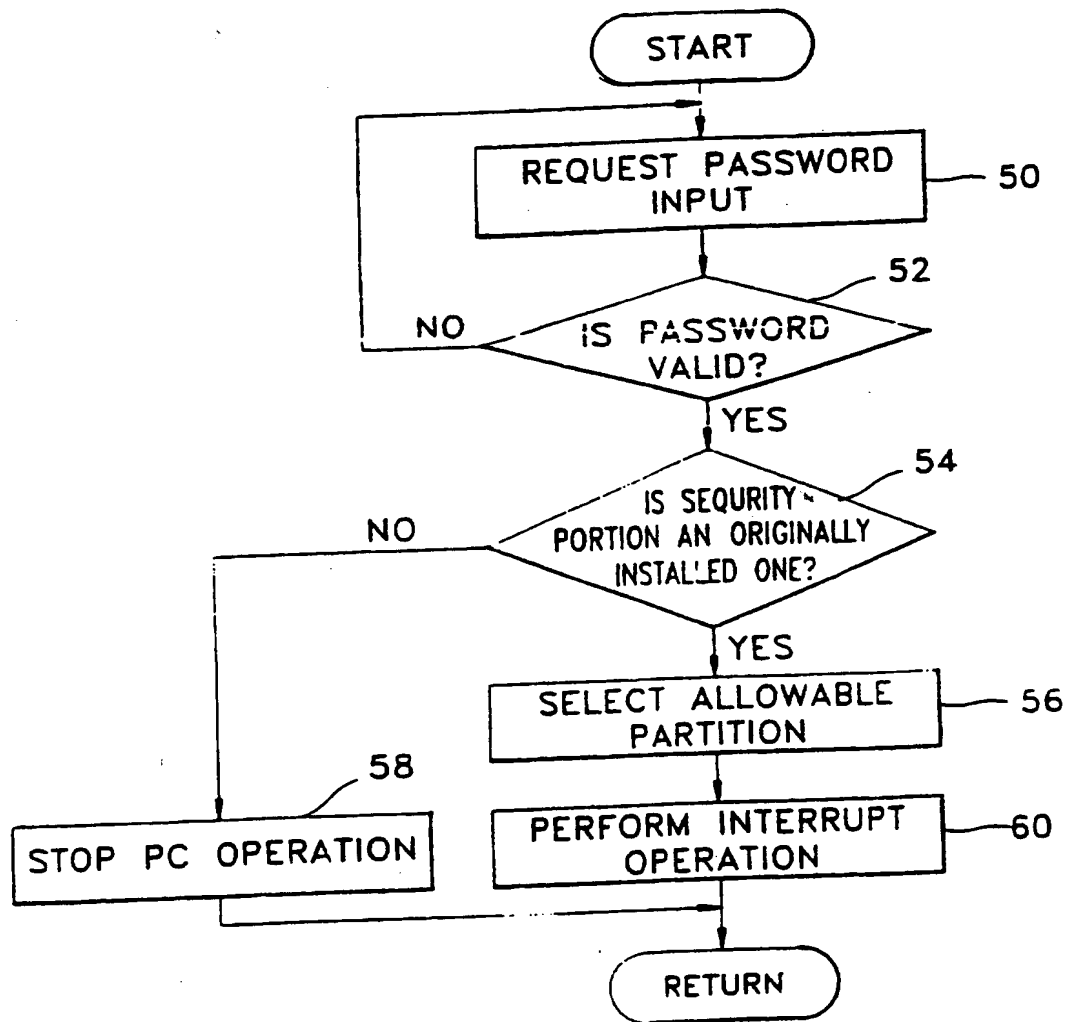 START
REQUEST PASSWORD
INPUT
50
52
NO
IS PASSWORD
VALID?
YES
54
NO
IS SEQURITY
PORTION AN ORIGINALLY
INSTALLED ONE?
YES
SELECT ALLOWABLE
PARTITION
56
58
STOP PC OPERATION
PERFORM INTERRUPT
OPERATION
60
RETURN